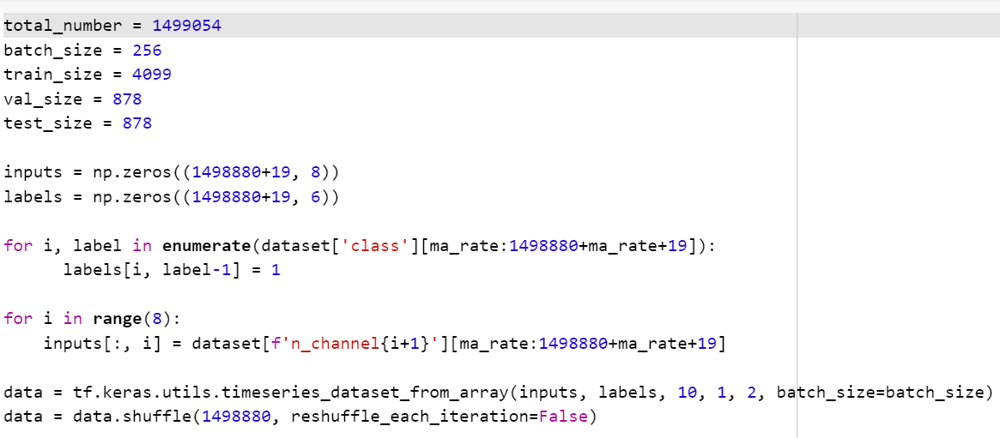 total_number = 1499054
batch_size = 256
train_size = 4099
val_size = 878
test_size = 878
inputs = np.zeros((1498880+19, 8))
labels = np.zeros((1498880+19, 6))
for i, label in enumerate(dataset['class'][ma_rate:1498880+ma_rate+19]):
      labels[i, label-1] = 1
for i in range(8):
    inputs[:, i] = dataset[f'n_channel{i+1}'][ma_rate:1498880+ma_rate+19]
data = tf.keras.utils.timeseries_dataset_from_array(inputs, labels, 10, 1, 2, batch_size=batch_size)
data = data.shuffle(1498880, reshuffle_each_iteration=False)